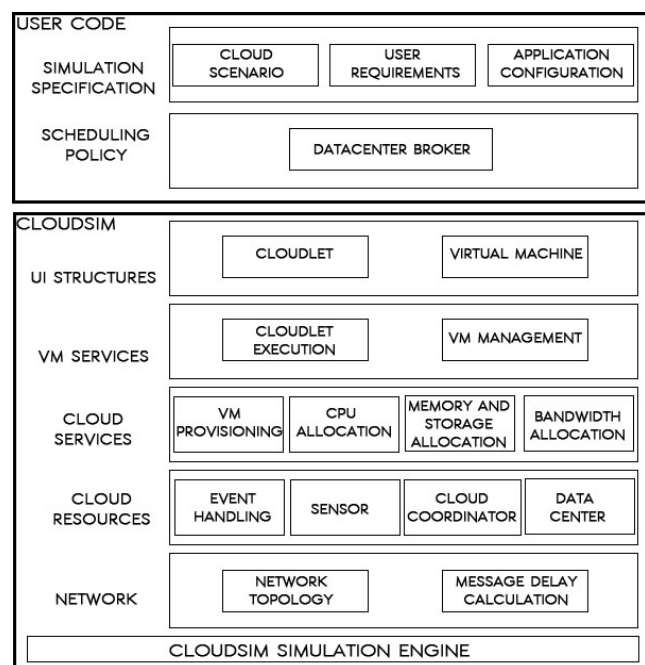 USER CODE
SIMULATION
SPECIFICATION
CLOUD
SCENARIO
USER
REQUIREMENTS
APPLICATION
CONFIGURATION
SCHEDULING
POLICY
DATACENTER BROKER
CLOUDSIM
UI STRUCTURES
CLOUDLET
VIRTUAL MACHINE
VM SERVICES
CLOUDLET
EXECUTION
VM MANAGEMENT
CLOUD
SERVICES
VM
PROVISIONING
CPU
ALLOCATION
MEMORY AND
STORAGE
ALLOCATION
BANDWIDTH
ALLOCATION
CLOUD
RESOURCES
EVENT
HANDLING
SENSOR
CLOUD
COORDINATOR
DATA
CENTER
NETWORK
NETWORK
TOPOLOGY
MESSAGE DELAY
CALCULATION
CLOUDSIM SIMULATION ENGINE